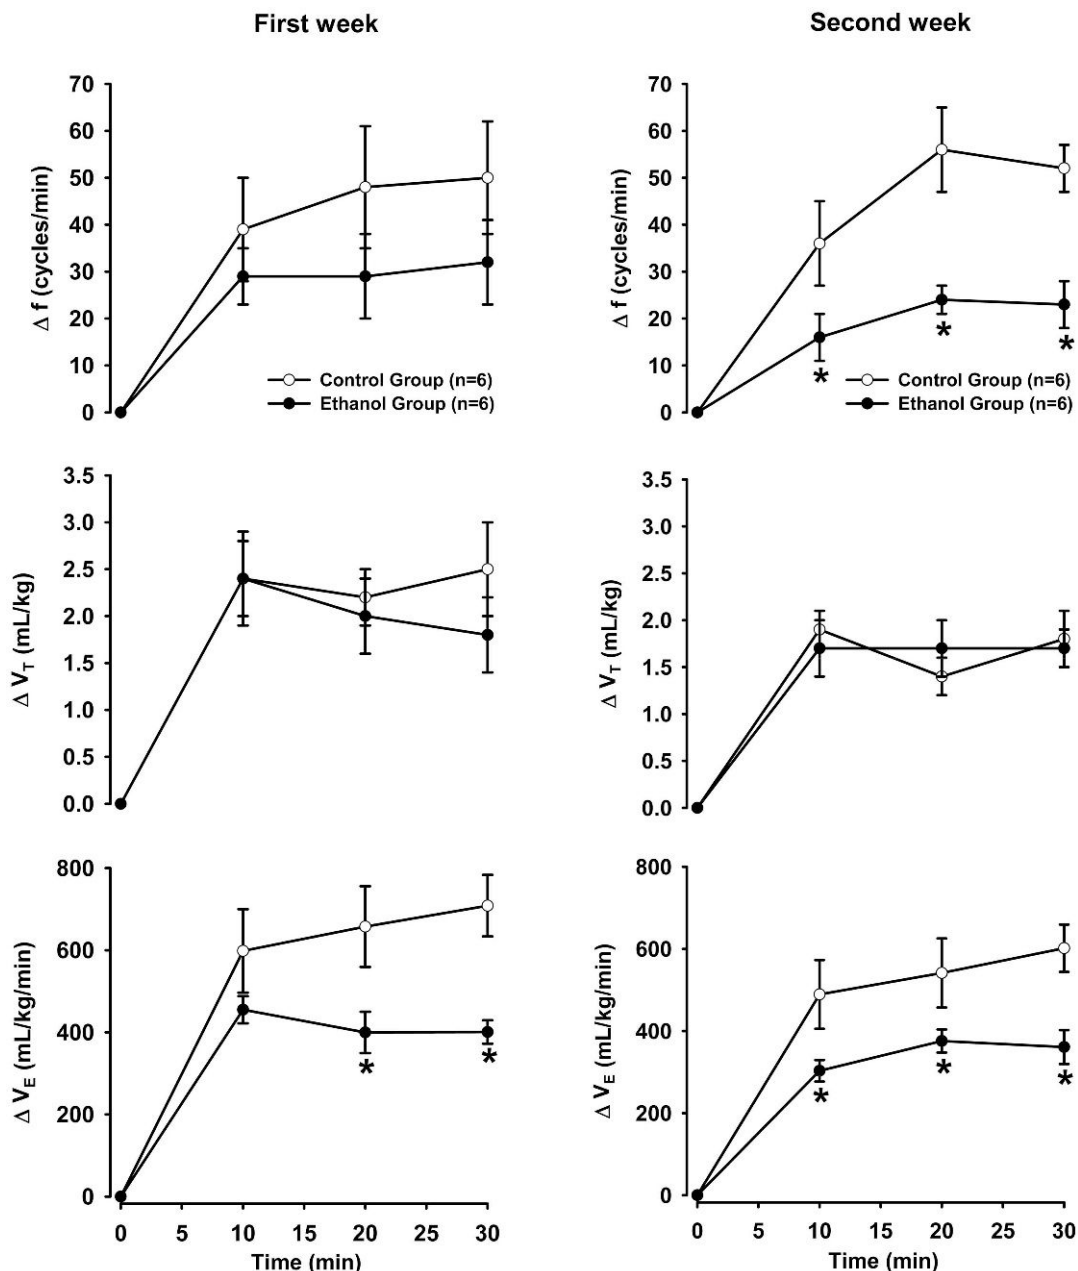 First week
Second week
Δ f (cycles/min)
70
60
50
40
30
20
10
0
Control Group (n=6)
Ethanol Group (n=6)
Δ f (cycles/min)
70
60
50
40
30
20
10
0
* * *
Control Group (n=6)
Ethanol Group (n=6)
Δ VT (mL/kg)
3.5
3.0
2.5
2.0
1.5
1.0
0.5
0.0
Δ VT (mL/kg)
3.5
3.0
2.5
2.0
1.5
1.0
0.5
0.0
Δ VE (mL/kg/min)
800
600
400
200
0
* *
0 5 10 15 20 25 30
Time (min)
Δ VE (mL/kg/min)
800
600
400
200
0
* * *
0 5 10 15 20 25 30
Time (min)